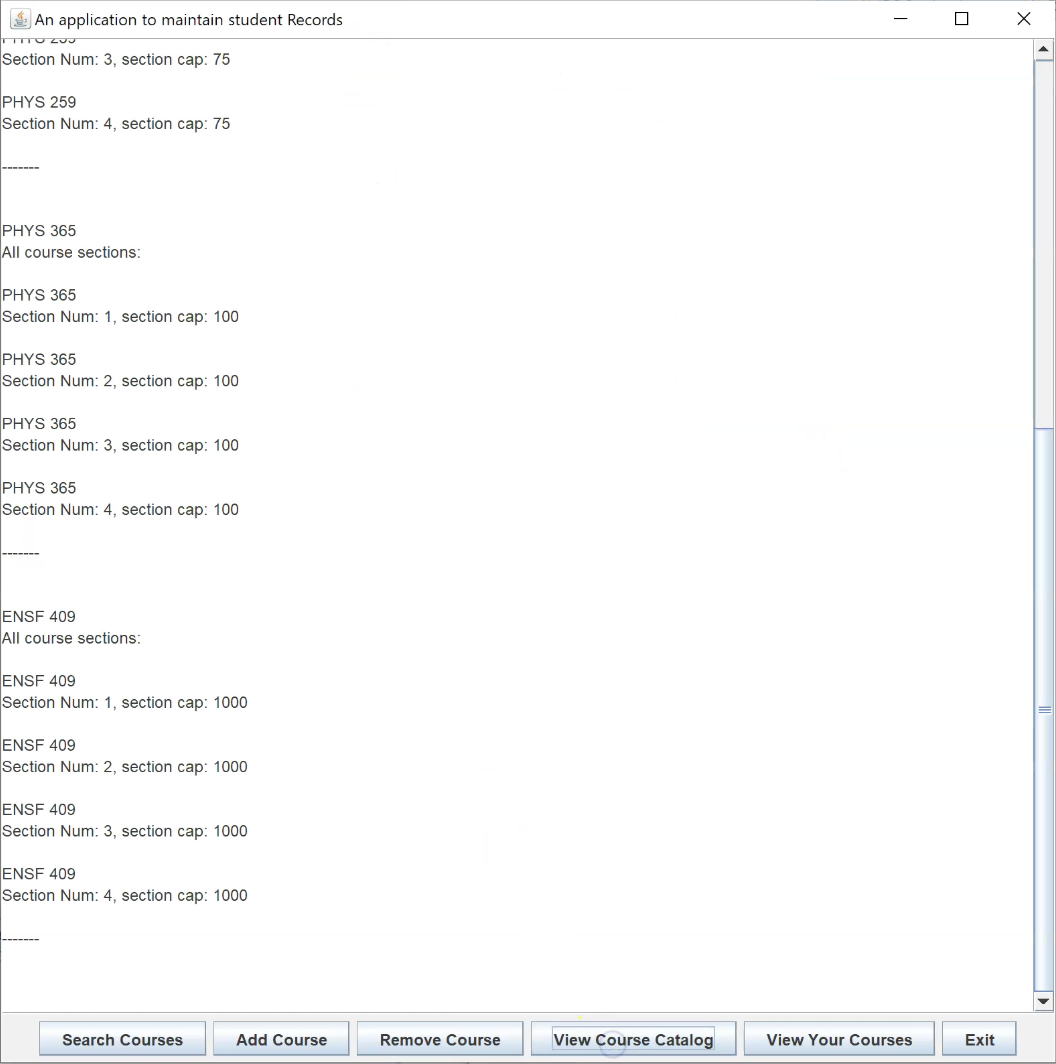 An application to maintain student Records
PHYS 259
Section Num: 3, section cap: 75
PHYS 259
Section Num: 4, section cap: 75
-------
PHYS 365
All course sections:
PHYS 365
Section Num: 1, section cap: 100
PHYS 365
Section Num: 2, section cap: 100
PHYS 365
Section Num: 3, section cap: 100
PHYS 365
Section Num: 4, section cap: 100
-------
ENSF 409
All course sections:
ENSF 409
Section Num: 1, section cap: 1000
ENSF 409
Section Num: 2, section cap: 1000
ENSF 409
Section Num: 3, section cap: 1000
ENSF 409
Section Num: 4, section cap: 1000
-------
Search Courses Add Course Remove Course View Course Catalog View Your Courses Exit